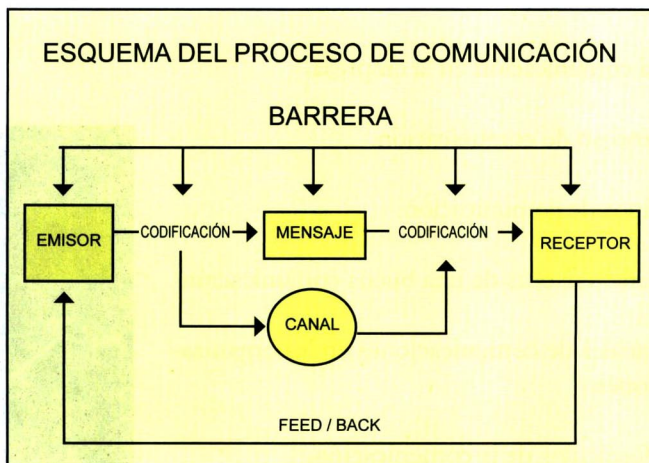 ESQUEMA DEL PROCESO DE COMUNICACIÓN
BARRERA
EMISOR
CODIFICACIÓN
MENSAJE
CODIFICACIÓN
RECEPTOR
CANAL
FEED / BACK